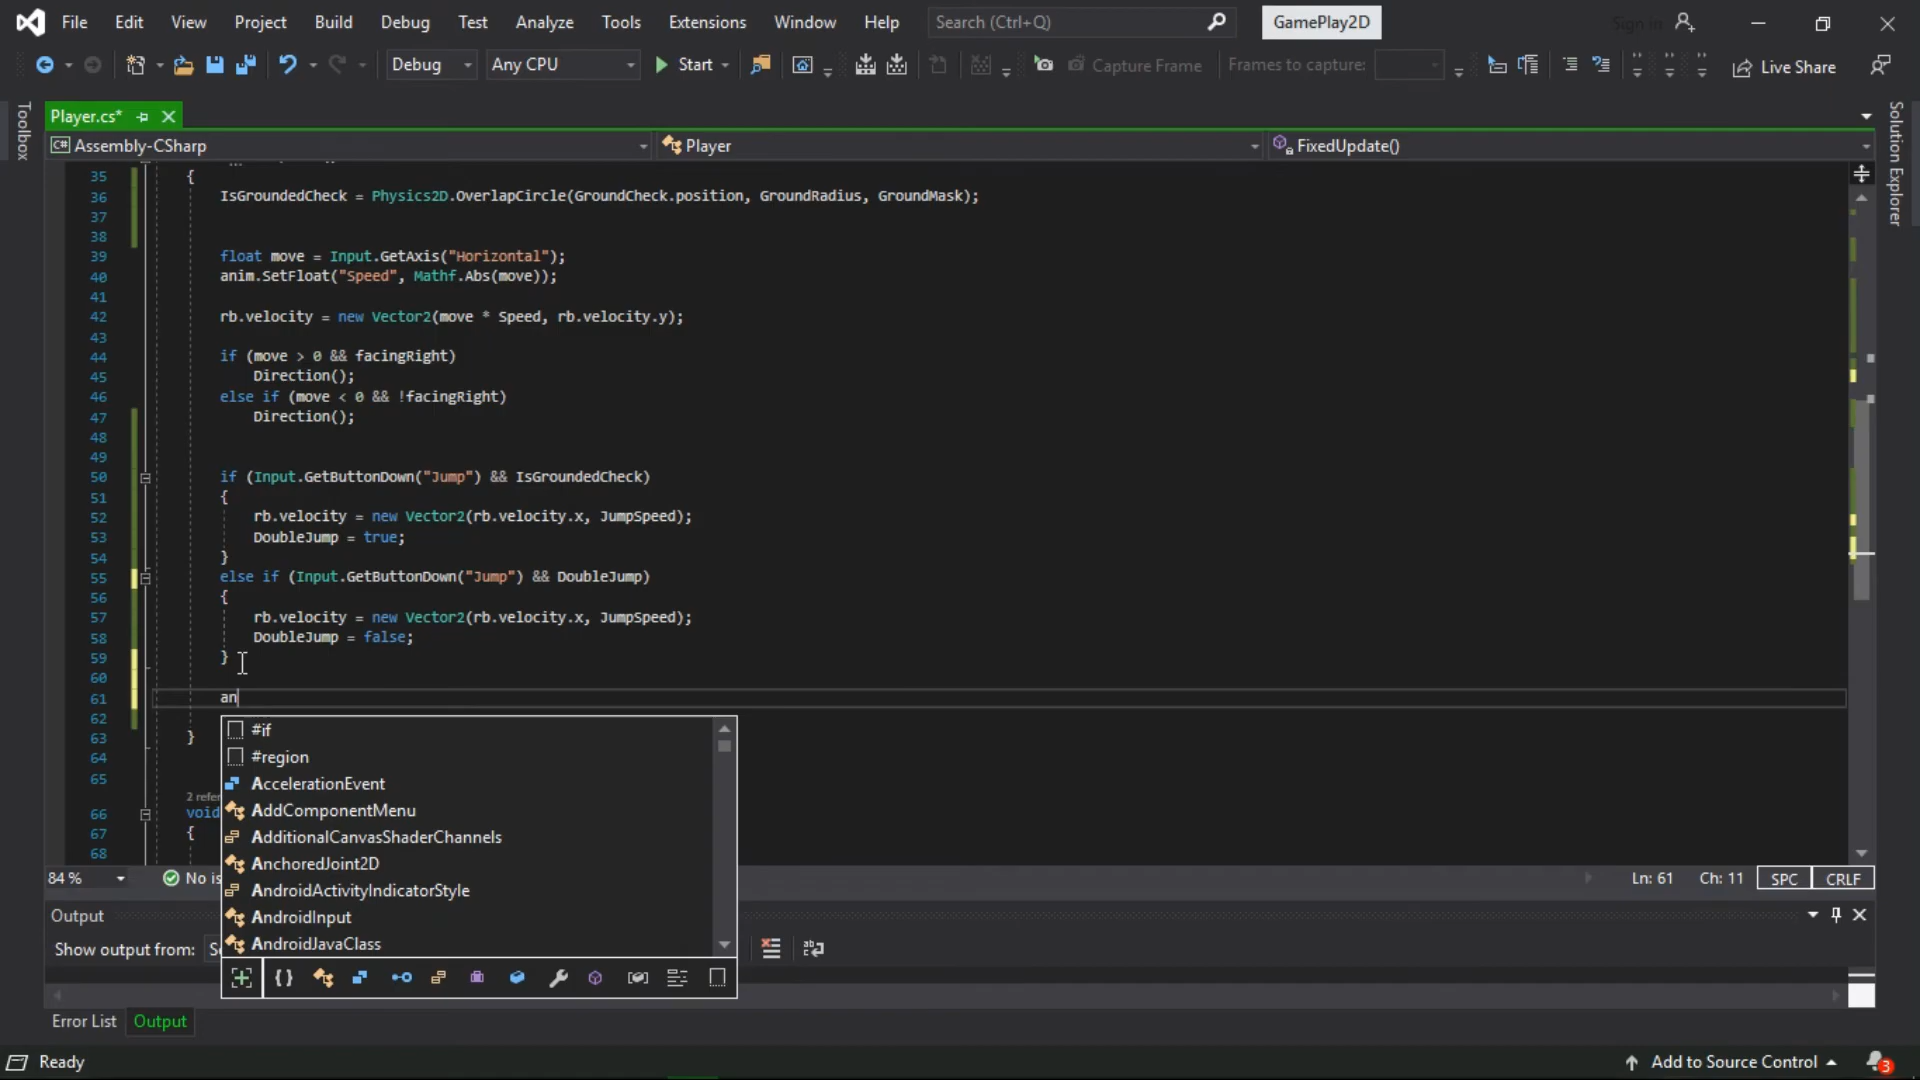 File Edit View Project Build Debug Test Analyze Tools Extensions Window Help Search (Ctrl+Q) GamePlay2D Sign in
Debug Any CPU Start Capture Frame Frames to capture: Live Share
Toolbox
Player.cs*
Solution Explorer
C# Assembly-CSharp Player FixedUpdate()
35 {
36 IsGroundedCheck = Physics2D.OverlapCircle(GroundCheck.position, GroundRadius, GroundMask);
37
38
39 float move = Input.GetAxis("Horizontal");
40 anim.SetFloat("Speed", Mathf.Abs(move));
41
42 rb.velocity = new Vector2(move * Speed, rb.velocity.y);
43
44 if (move > 0 && facingRight)
45 Direction();
46 else if (move < 0 && !facingRight)
47 Direction();
48
49
50 if (Input.GetButtonDown("Jump") && IsGroundedCheck)
51 {
52 rb.velocity = new Vector2(rb.velocity.x, JumpSpeed);
53 DoubleJump = true;
54 }
55 else if (Input.GetButtonDown("Jump") && DoubleJump)
56 {
57 rb.velocity = new Vector2(rb.velocity.x, JumpSpeed);
58 DoubleJump = false;
59 }
60
61 an
62
63 }
64
65
2 refer
66 void
67 {
68
#if
#region
AccelerationEvent
AddComponentMenu
AdditionalCanvasShaderChannels
AnchoredJoint2D
AndroidActivityIndicatorStyle
AndroidInput
AndroidJavaClass
84 % No is Ln: 61 Ch: 11 SPC CRLF
Output
Show output from: S
Error List Output
Ready Add to Source Control 3